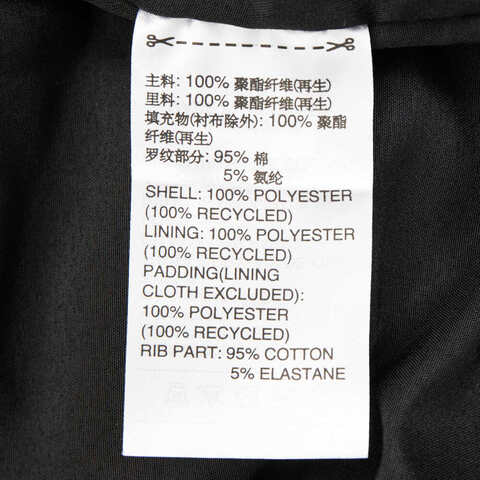 主料: 100% 聚酯纤维(再生)
里料: 100% 聚酯纤维(再生)
填充物(衬布除外): 100% 聚酯
纤维(再生)
罗纹部分: 95% 棉
5% 氨纶
SHELL: 100% POLYESTER
(100% RECYCLED)
LINING: 100% POLYESTER
(100% RECYCLED)
PADDING(LINING
CLOTH EXCLUDED):
100% POLYESTER
(100% RECYCLED)
RIB PART: 95% COTTON
5% ELASTANE